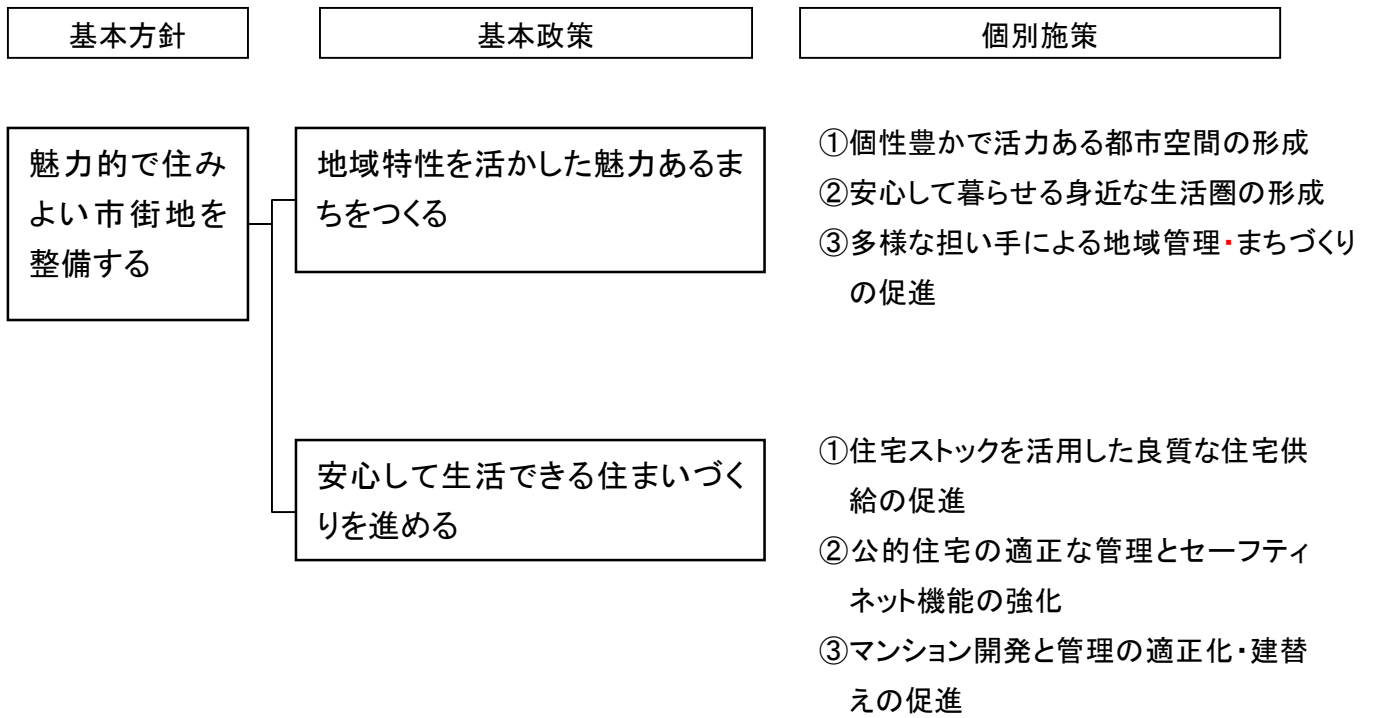 基本方針
基本政策
個別施策
魅力的で住み
よい市街地を
整備する
地域特性を活かした魅力あるま
ちをつくる
①個性豊かで活力ある都市空間の形成
②安心して暮らせる身近な生活圏の形成
③多様な担い手による地域管理・まちづくり
の促進
安心して生活できる住まいづく
りを進める
①住宅ストックを活用した良質な住宅供
給の促進
②公的住宅の適正な管理とセーフティ
ネット機能の強化
③マンション開発と管理の適正化・建替
えの促進